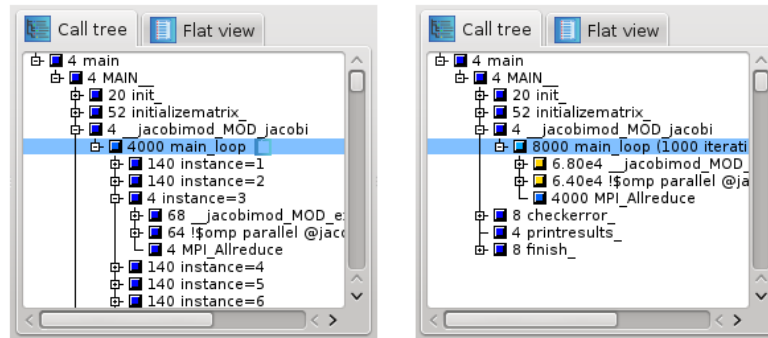 Call tree
Flat view
4 main
4 MAIN__
20 init_
52 initializematrix_
4 __jacobimod_MOD_jacobi
4000 main_loop
140 instance=1
140 instance=2
4 instance=3
68 __jacobimod_MOD_e
64 !$omp parallel @jac
4 MPI_Allreduce
140 instance=4
140 instance=5
140 instance=6
Call tree
Flat view
4 main
4 MAIN__
20 init_
52 initializematrix_
4 __jacobimod_MOD_jacobi
8000 main_loop (1000 iterati
6.80e4 __jacobimod_MOD_
6.40e4 !$omp parallel @ja
4000 MPI_Allreduce
8 checkerror_
4 printresults_
8 finish_